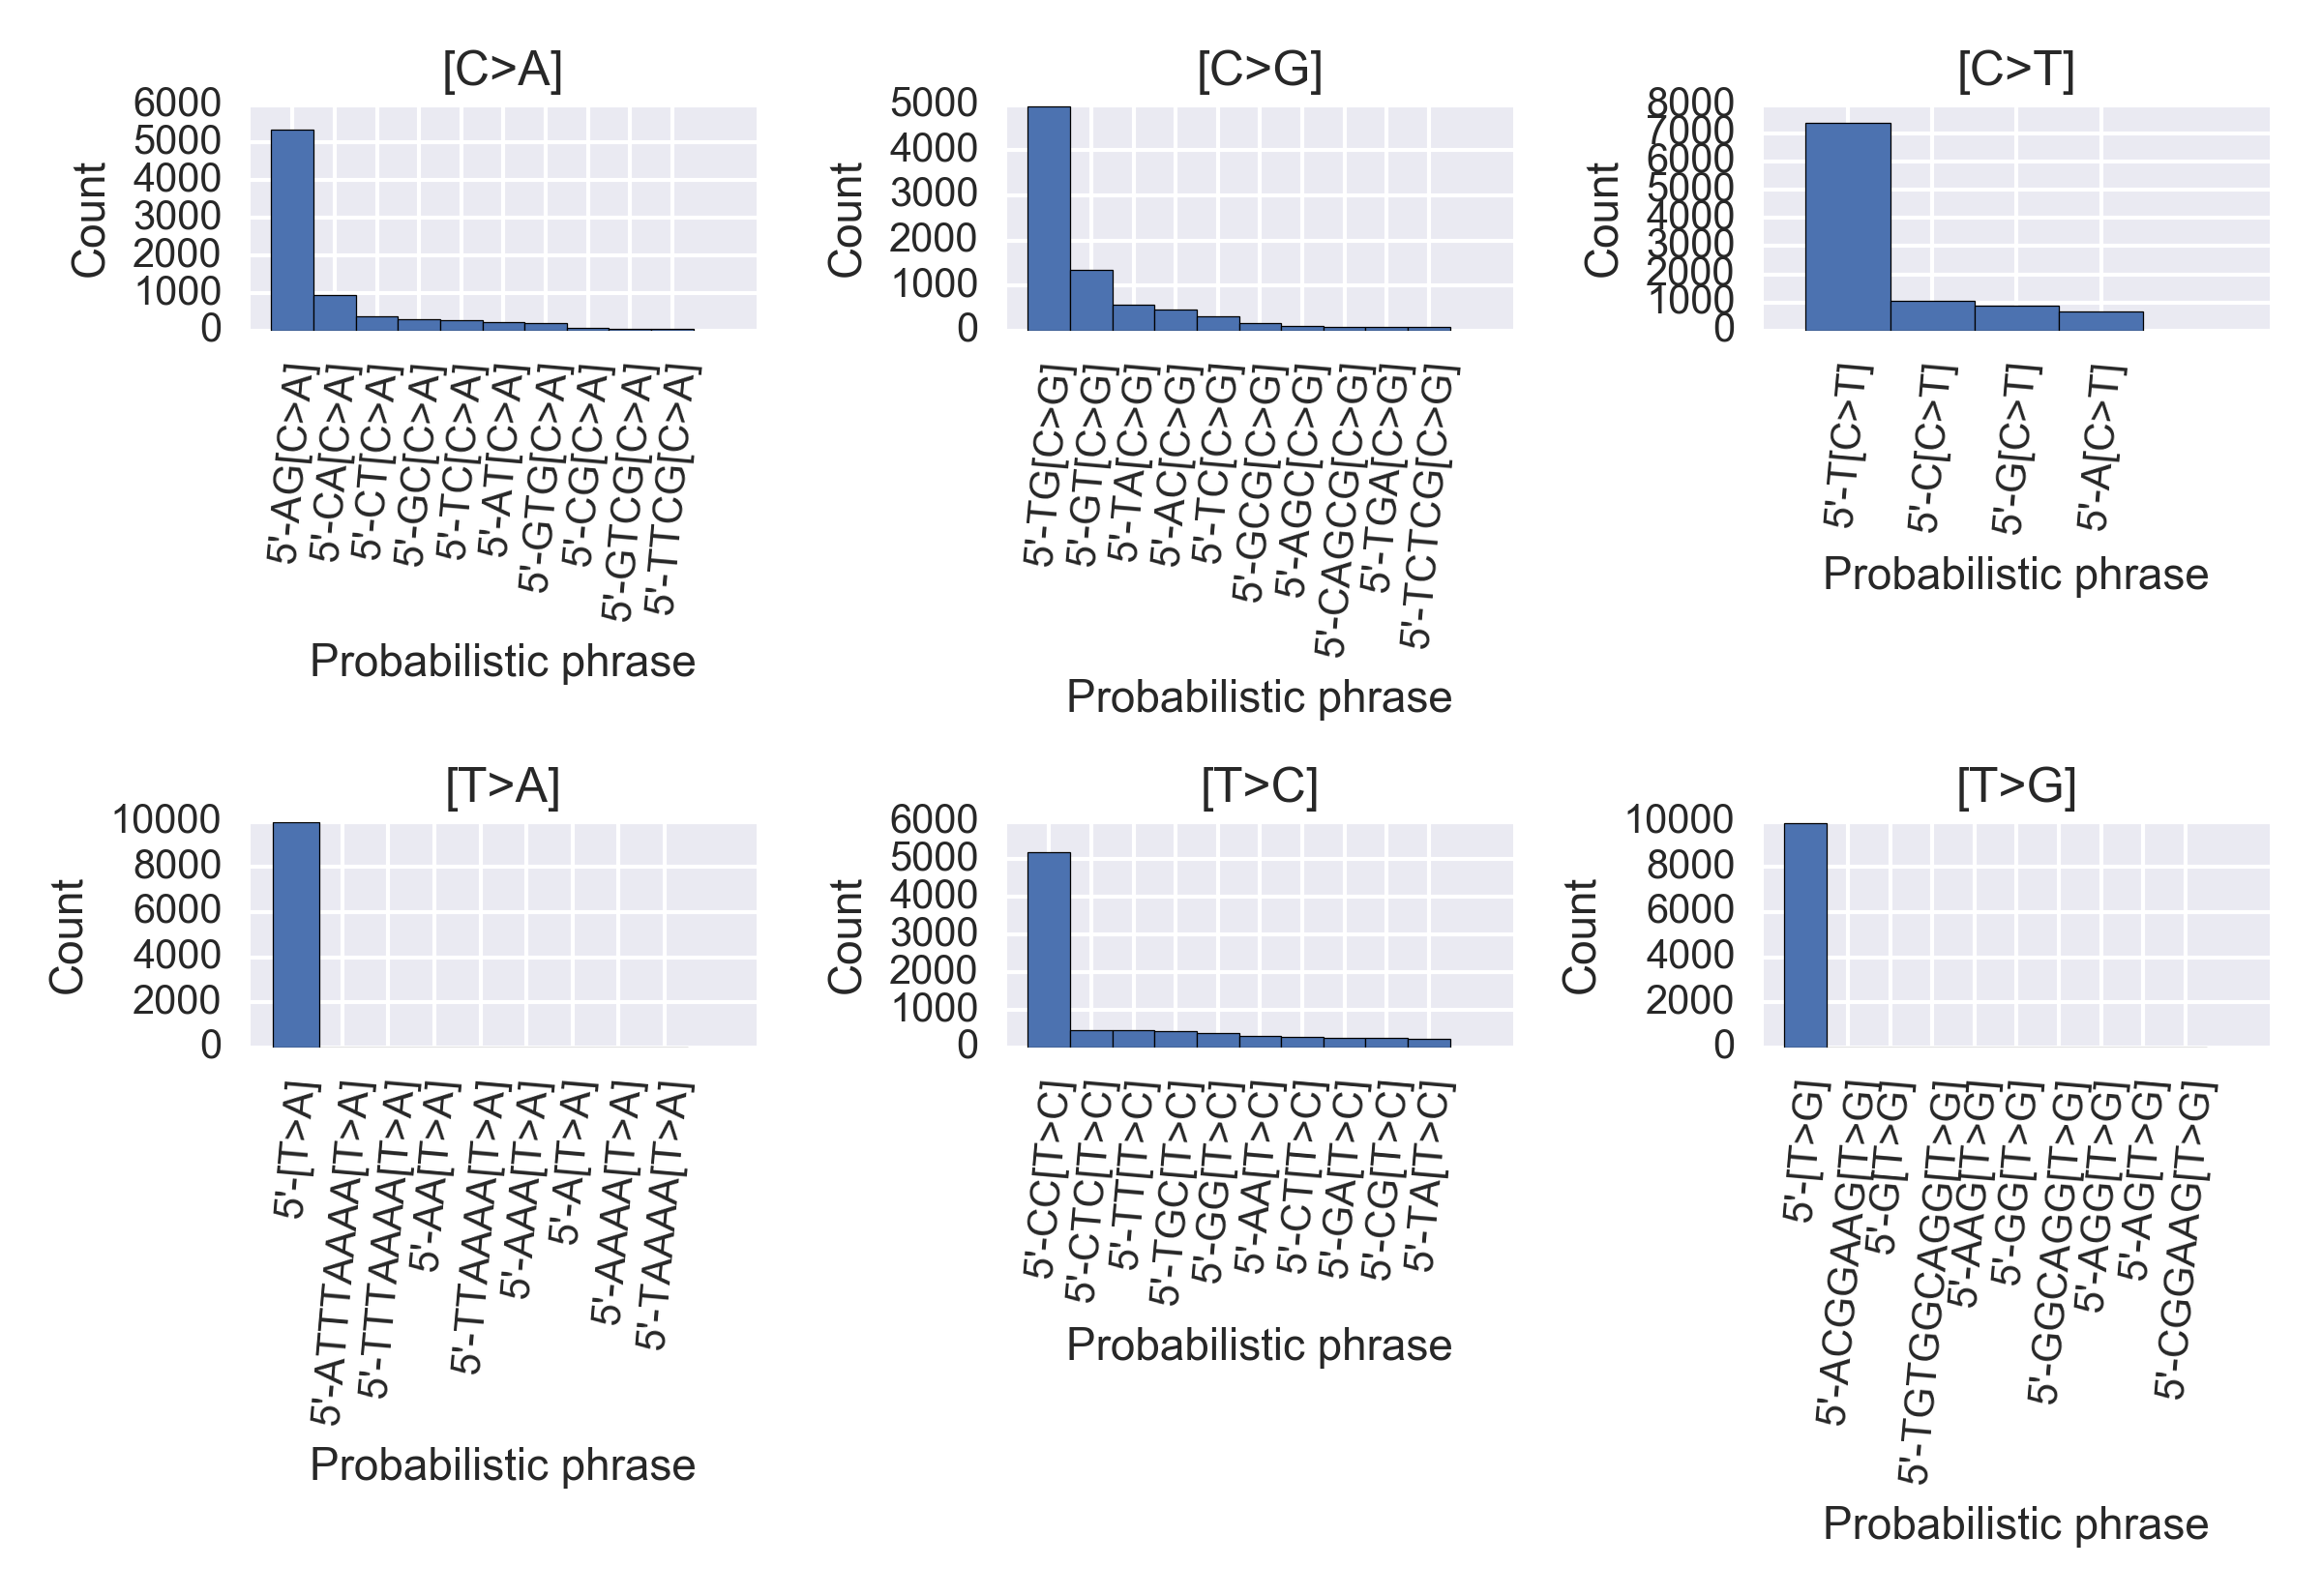 [C>A]
6000
5000
4000
3000
2000
1000
0
Count
5'-AG[C>A]
5'-CA[C>A]
5'-CT[C>A]
5'-GC[C>A]
5'-TC[C>A]
5'-AT[C>A]
5'-GTG[C>A]
5'-CG[C>A]
5'-GTCG[C>A]
5'-TTCG[C>A]
Probabilistic phrase
[C>G]
5000
4000
3000
2000
1000
0
Count
5'-TG[C>G]
5'-GT[C>G]
5'-TA[C>G]
5'-AC[C>G]
5'-TC[C>G]
5'-GCG[C>G]
5'-AGC[C>G]
5'-CAGCG[C>G]
5'-TGA[C>G]
5'-TCTCG[C>G]
Probabilistic phrase
[C>T]
8000
7000
6000
5000
4000
3000
2000
1000
0
Count
5'-T[C>T]
5'-C[C>T]
5'-G[C>T]
5'-A[C>T]
Probabilistic phrase
[T>A]
10000
8000
6000
4000
2000
0
Count
5'-[T>A]
5'-ATTTAAAA[T>A]
5'-TTTAAAA[T>A]
5'-AA[T>A]
5'-TTAAAA[T>A]
5'-AAA[T>A]
5'-A[T>A]
5'-AAAA[T>A]
5'-TAAAA[T>A]
Probabilistic phrase
[T>C]
6000
5000
4000
3000
2000
1000
0
Count
5'-CC[T>C]
5'-CTC[T>C]
5'-TT[T>C]
5'-TGC[T>C]
5'-GG[T>C]
5'-AA[T>C]
5'-CT[T>C]
5'-GA[T>C]
5'-CG[T>C]
5'-TA[T>C]
Probabilistic phrase
[T>G]
10000
8000
6000
4000
2000
0
Count
5'-[T>G]
5'-ACGGAAG[T>G]
5'-G[T>G]
5'-TGTGGCAGG[T>G]
5'-AAG[T>G]
5'-GG[T>G]
5'-GGCAGG[T>G]
5'-AGG[T>G]
5'-AG[T>G]
5'-CGGAAG[T>G]
Probabilistic phrase